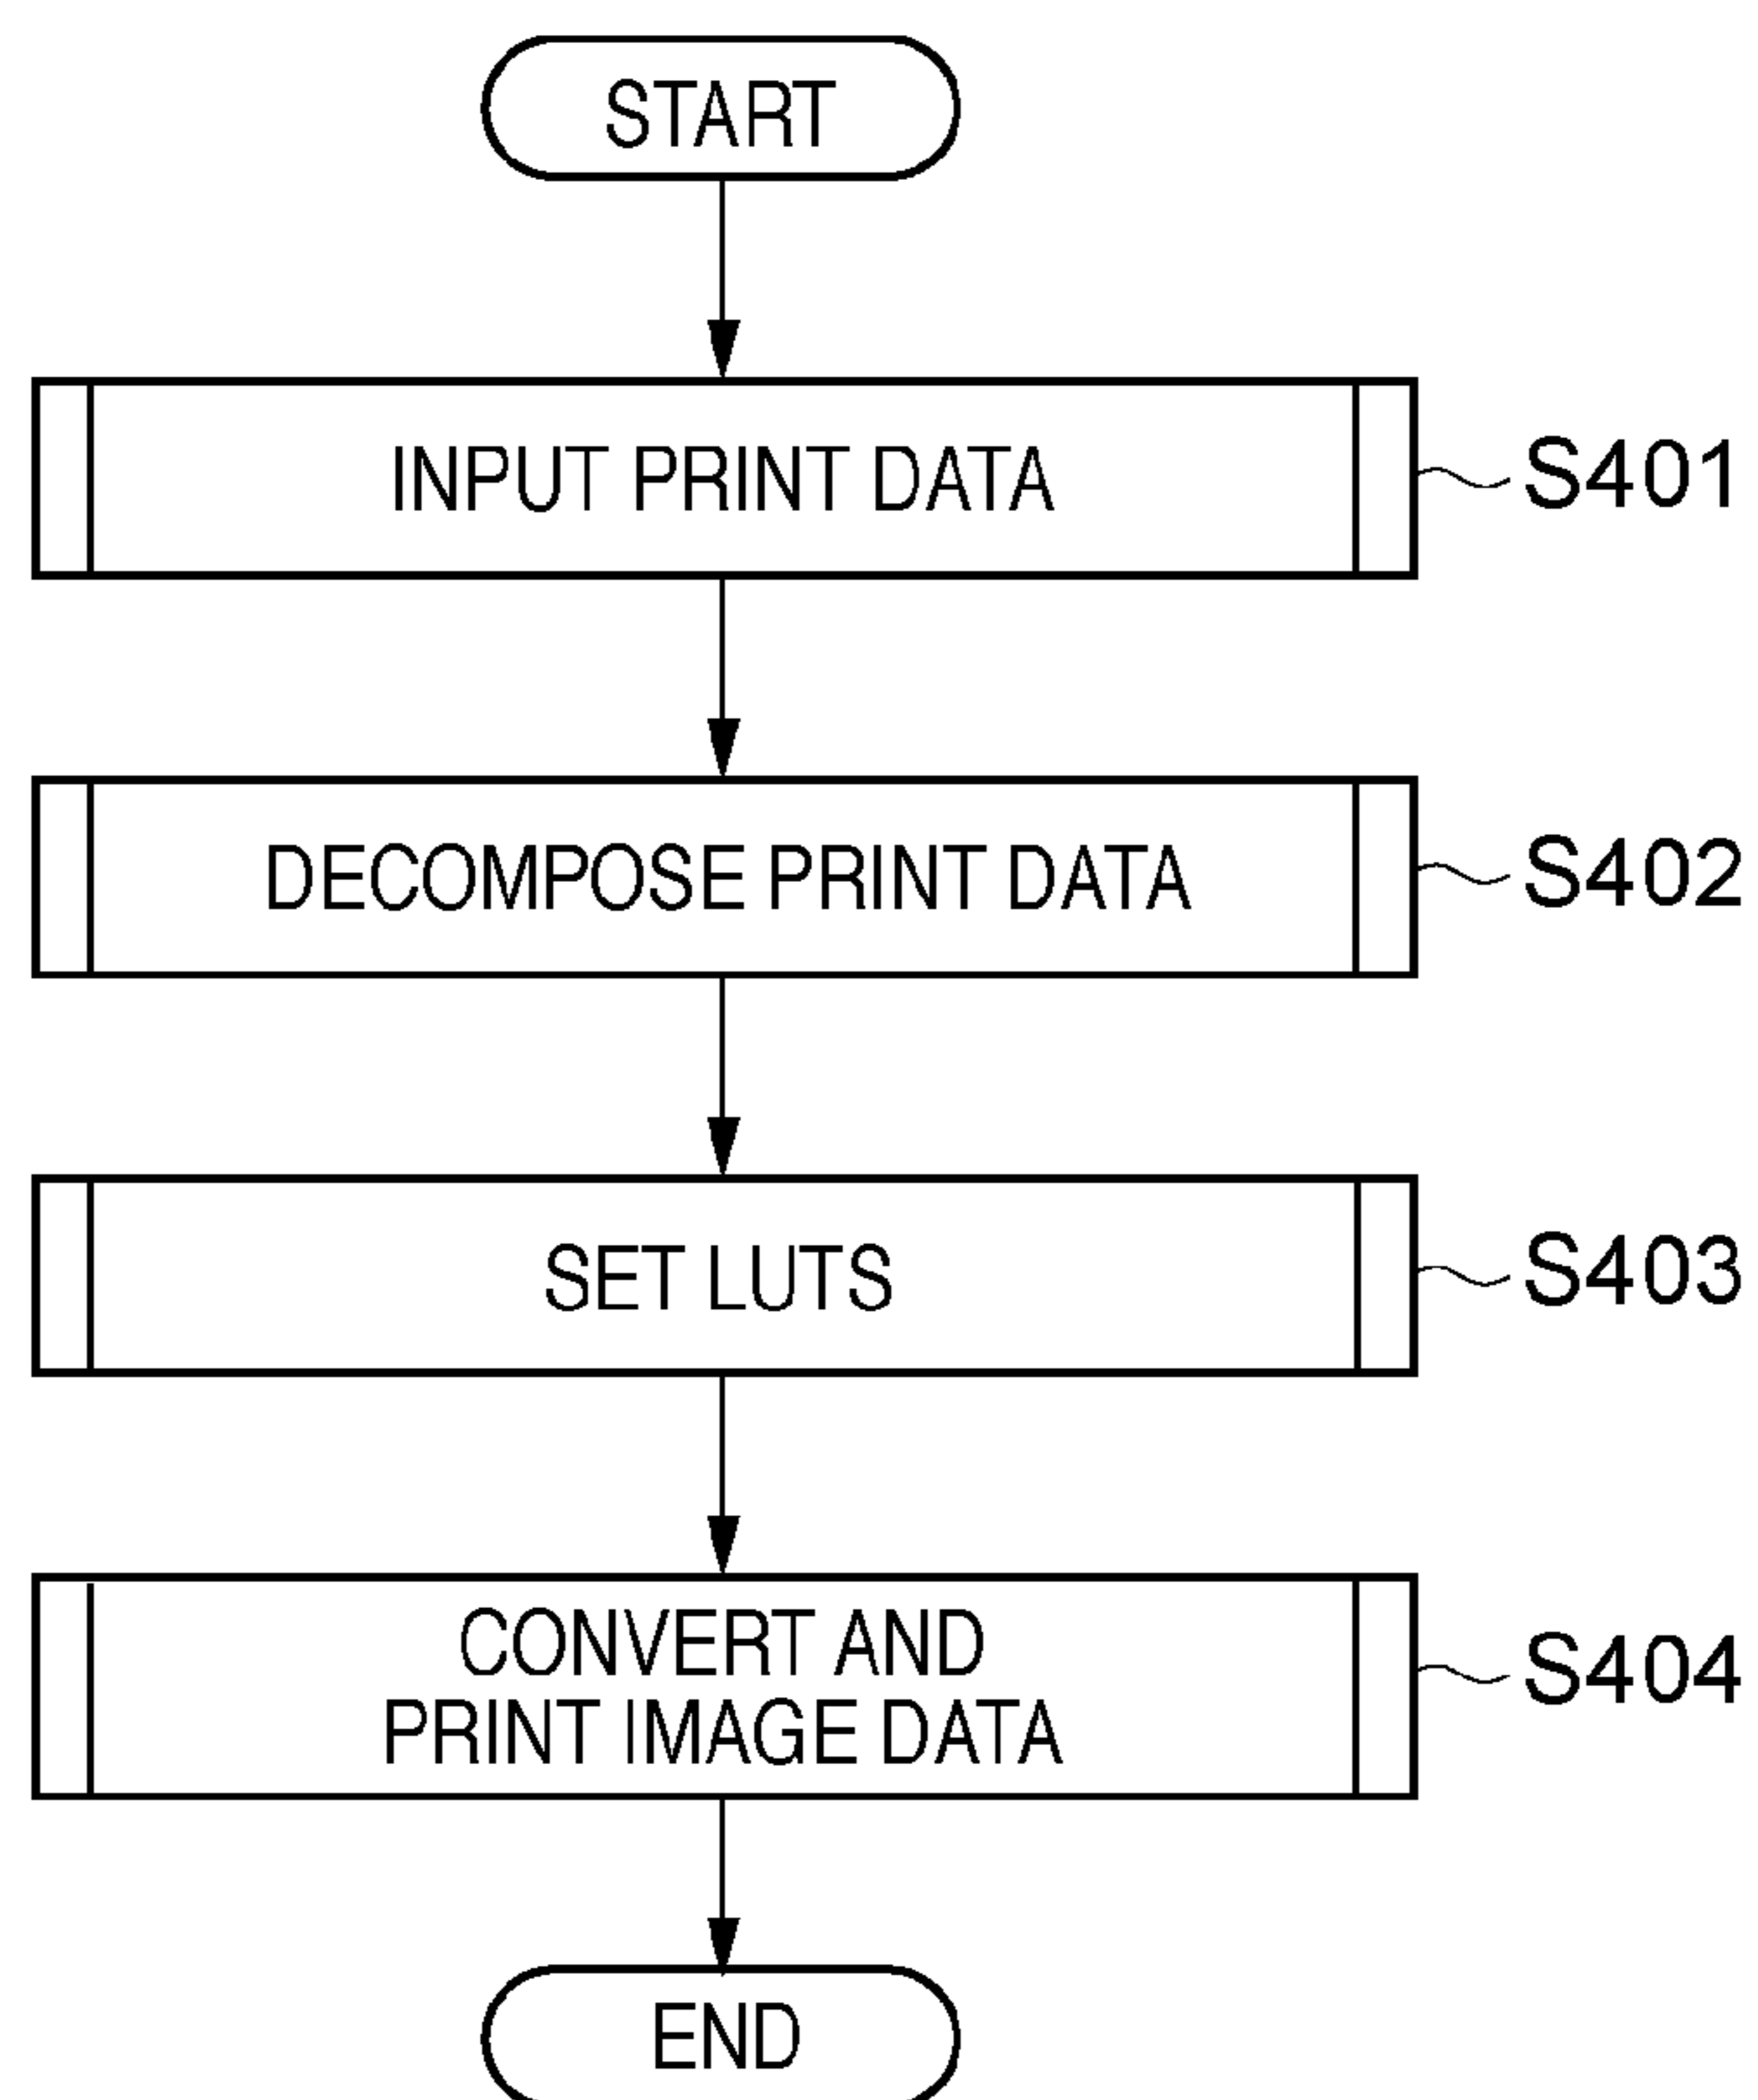 START
INPUT PRINT DATA
S401
DECOMPOSE PRINT DATA
S402
SET LUTS
S403
CONVERT AND
PRINT IMAGE DATA
S404
END